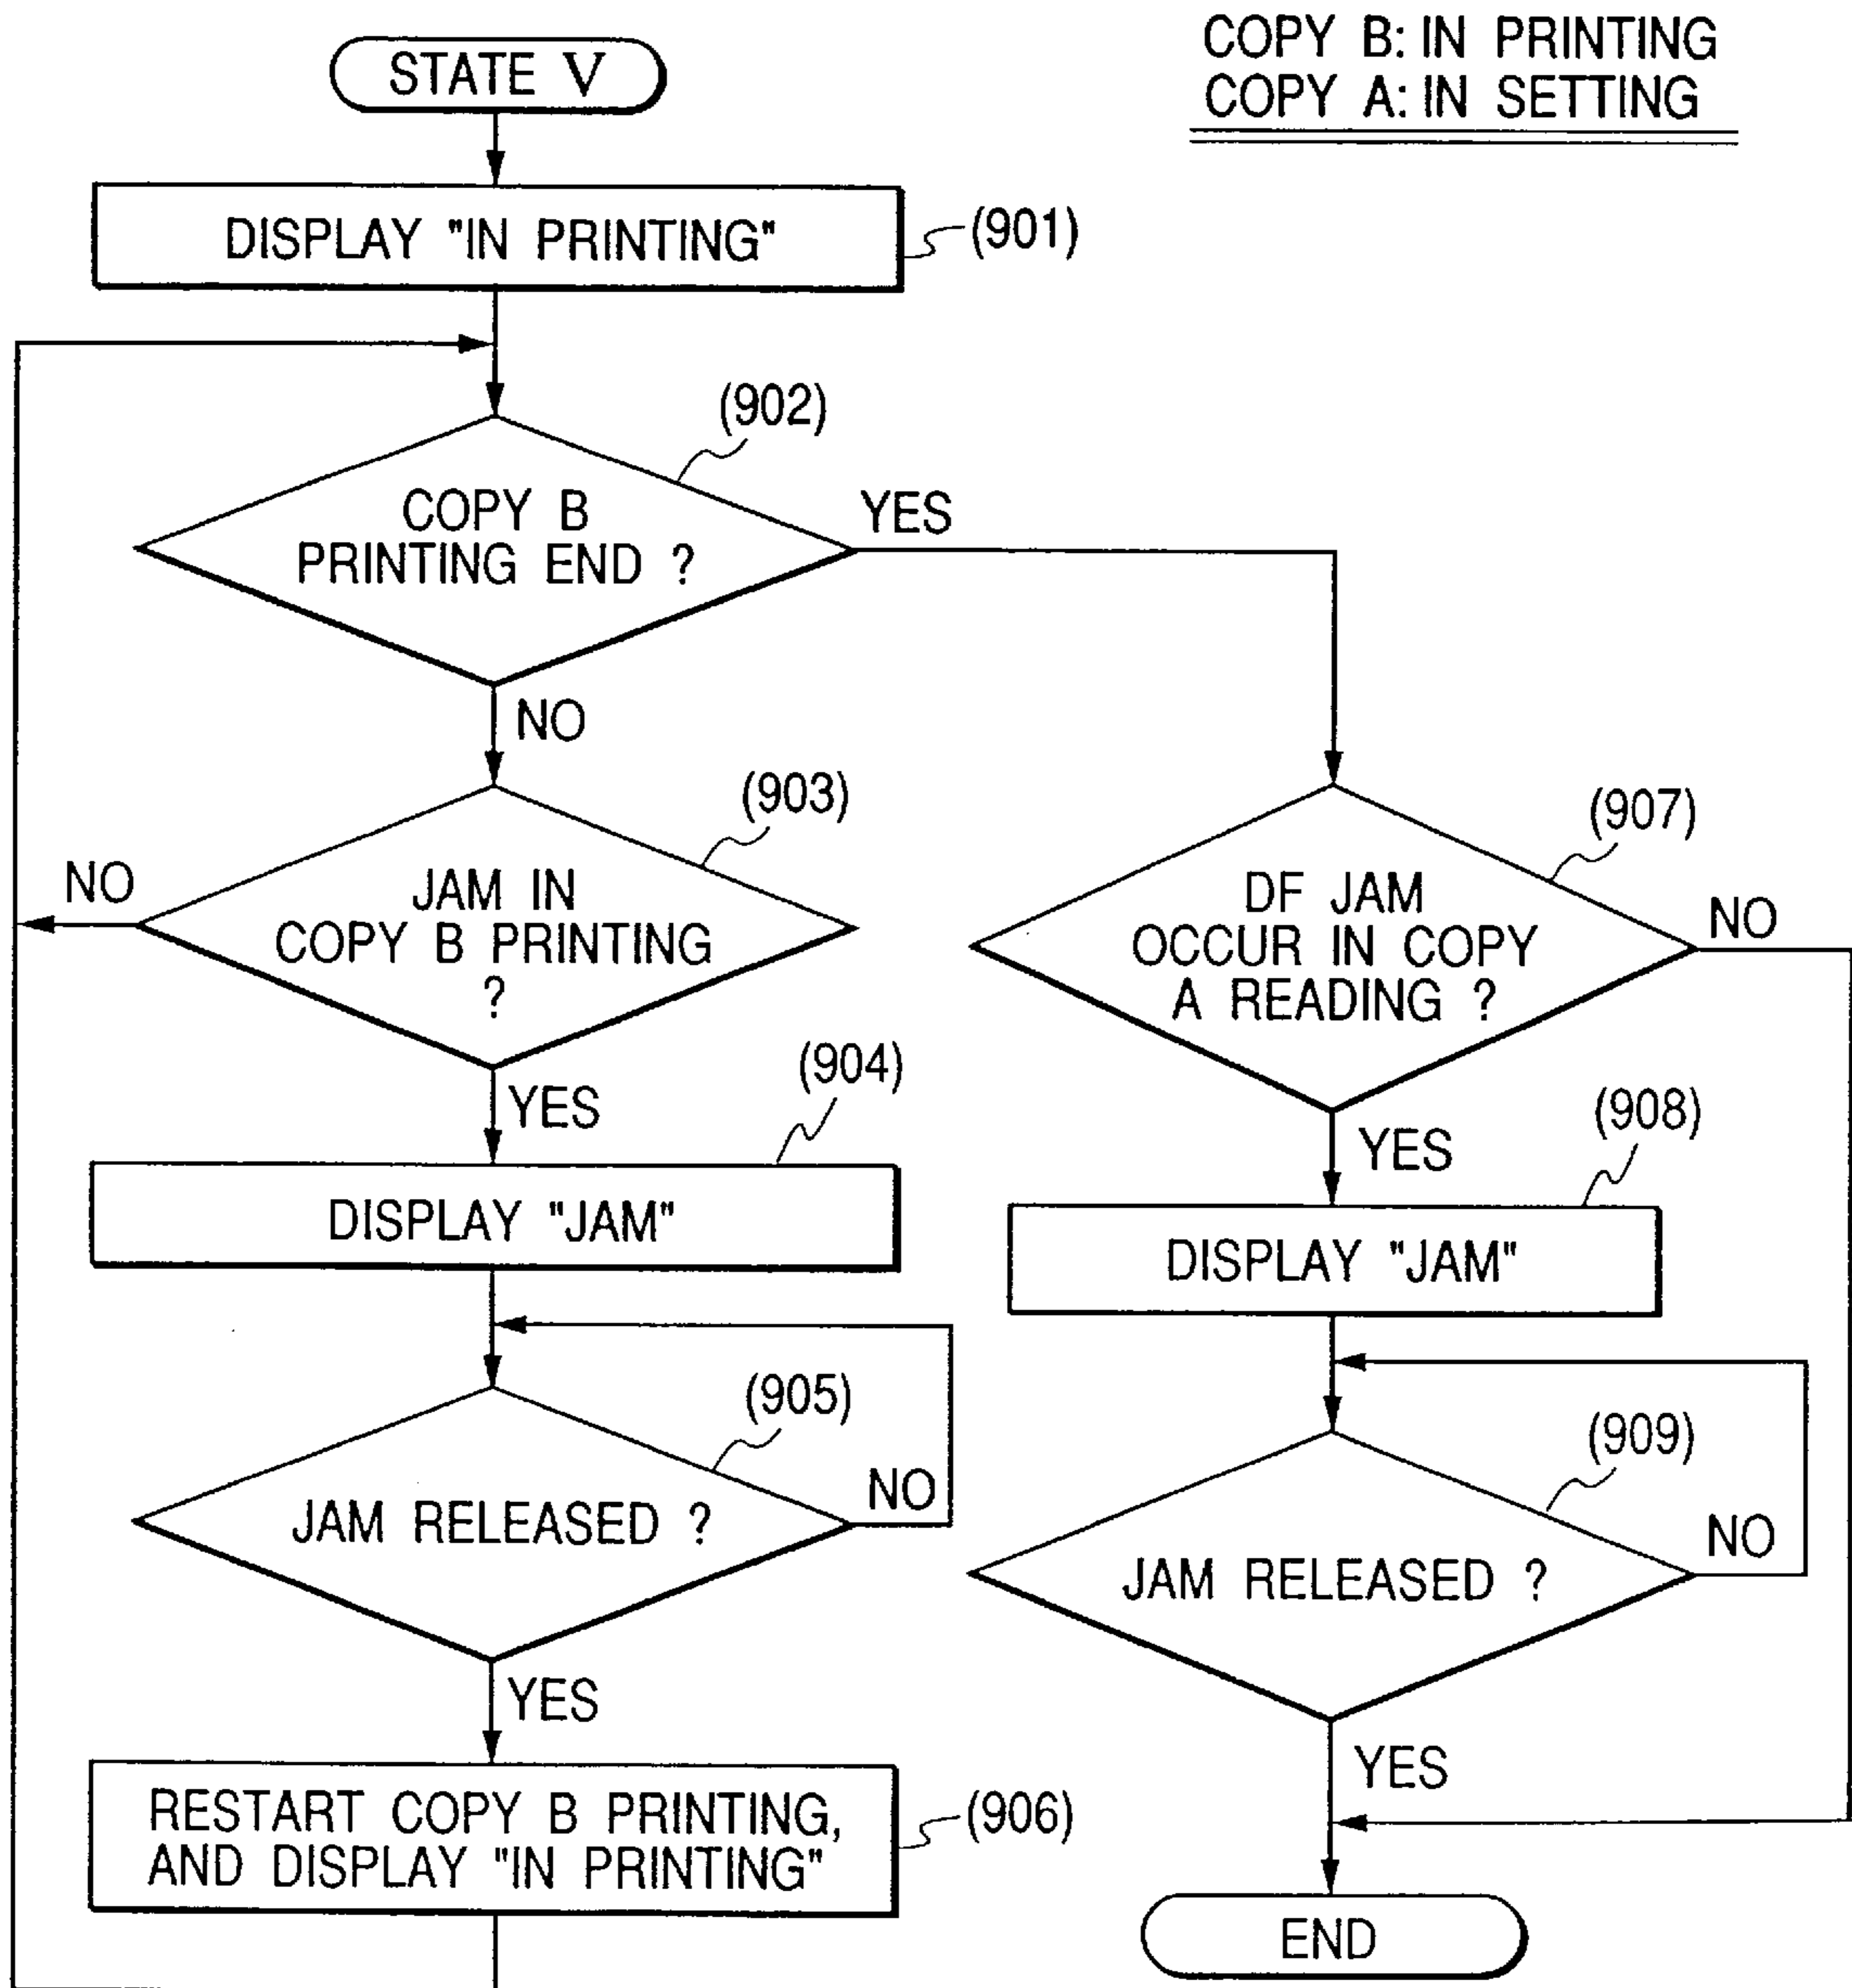 COPY B: IN PRINTING
COPY A: IN SETTING
STATE V
DISPLAY "IN PRINTING"
(901)
(902)
COPY B
PRINTING END ?
YES
NO
(903)
JAM IN
COPY B PRINTING
?
NO
YES
(904)
DISPLAY "JAM"
(905)
JAM RELEASED ?
NO
YES
RESTART COPY B PRINTING,
AND DISPLAY "IN PRINTING"
(906)
(907)
DF JAM
OCCUR IN COPY
A READING ?
NO
YES
(908)
DISPLAY "JAM"
(909)
JAM RELEASED ?
NO
YES
END